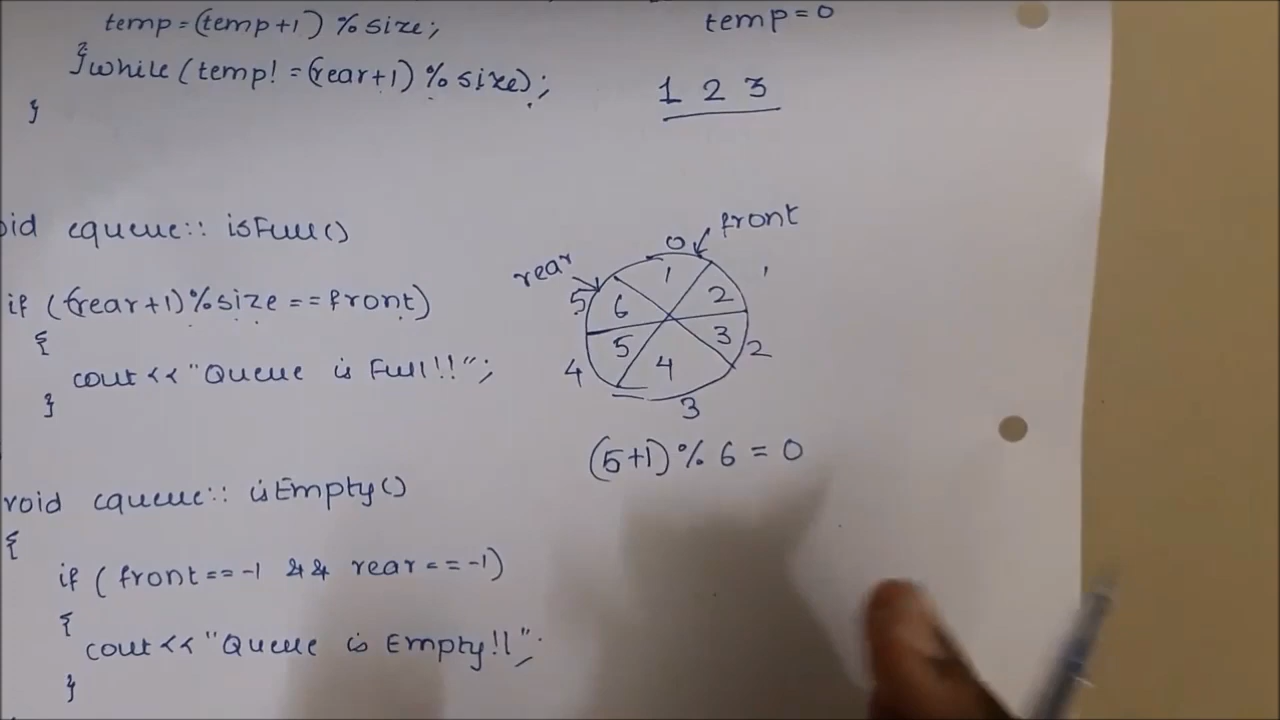 temp=(temp+1) % size;
}while (temp! = (rear+1) % size);
}
temp=0
1 2 3
oid cqueue:: isFull()
if ((rear+1)%size == front)
{
cout<<"Queue is Full!!";
}
front
rear
0
1
2
3
4
5
1
2
3
4
5
6
(5+1) % 6 = 0
void cqueue:: isEmpty()
{
if ( front == -1 && rear == -1)
{
cout<<"Queue is Empty!!";
}